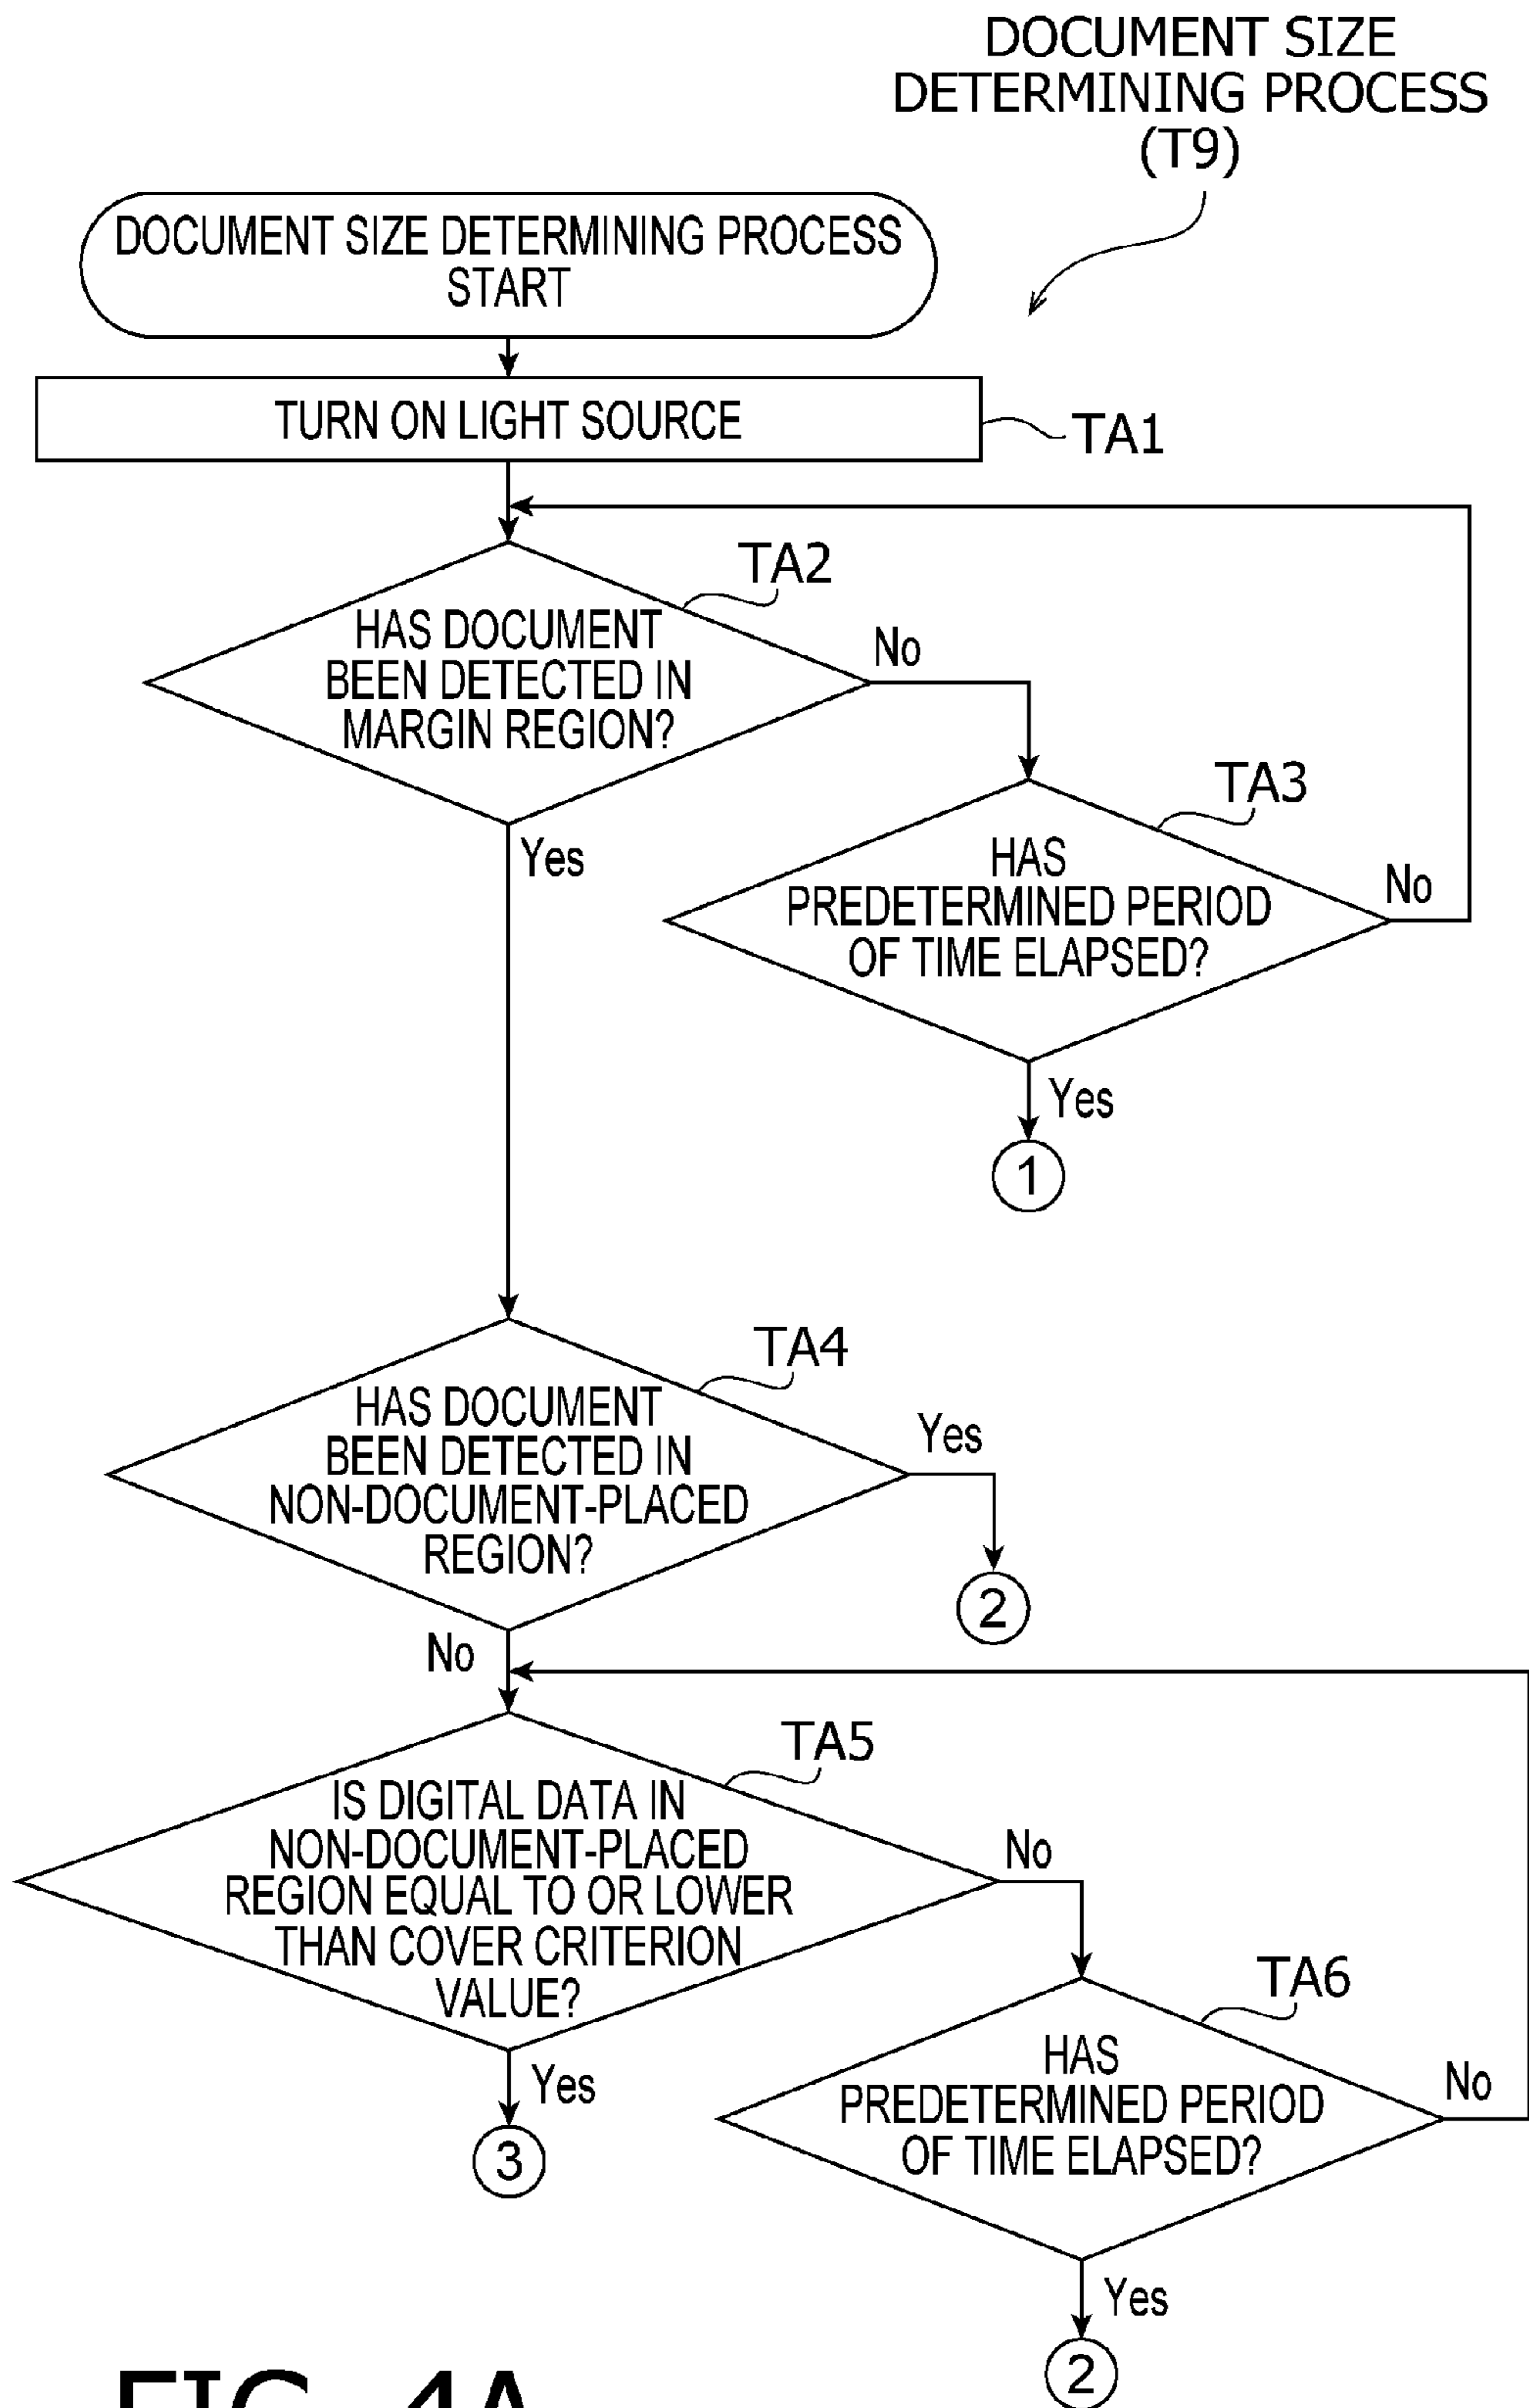 DOCUMENT SIZE
DETERMINING PROCESS
(T9)
DOCUMENT SIZE DETERMINING PROCESS
START
TURN ON LIGHT SOURCE
TA1
TA2
HAS DOCUMENT
BEEN DETECTED IN
MARGIN REGION?
No
Yes
TA3
HAS
PREDETERMINED PERIOD
OF TIME ELAPSED?
No
Yes
1
TA4
HAS DOCUMENT
BEEN DETECTED IN
NON-DOCUMENT-PLACED
REGION?
Yes
2
No
TA5
IS DIGITAL DATA IN
NON-DOCUMENT-PLACED
REGION EQUAL TO OR LOWER
THAN COVER CRITERION
VALUE?
No
Yes
3
TA6
HAS
PREDETERMINED PERIOD
OF TIME ELAPSED?
No
Yes
2
FIG. 4A